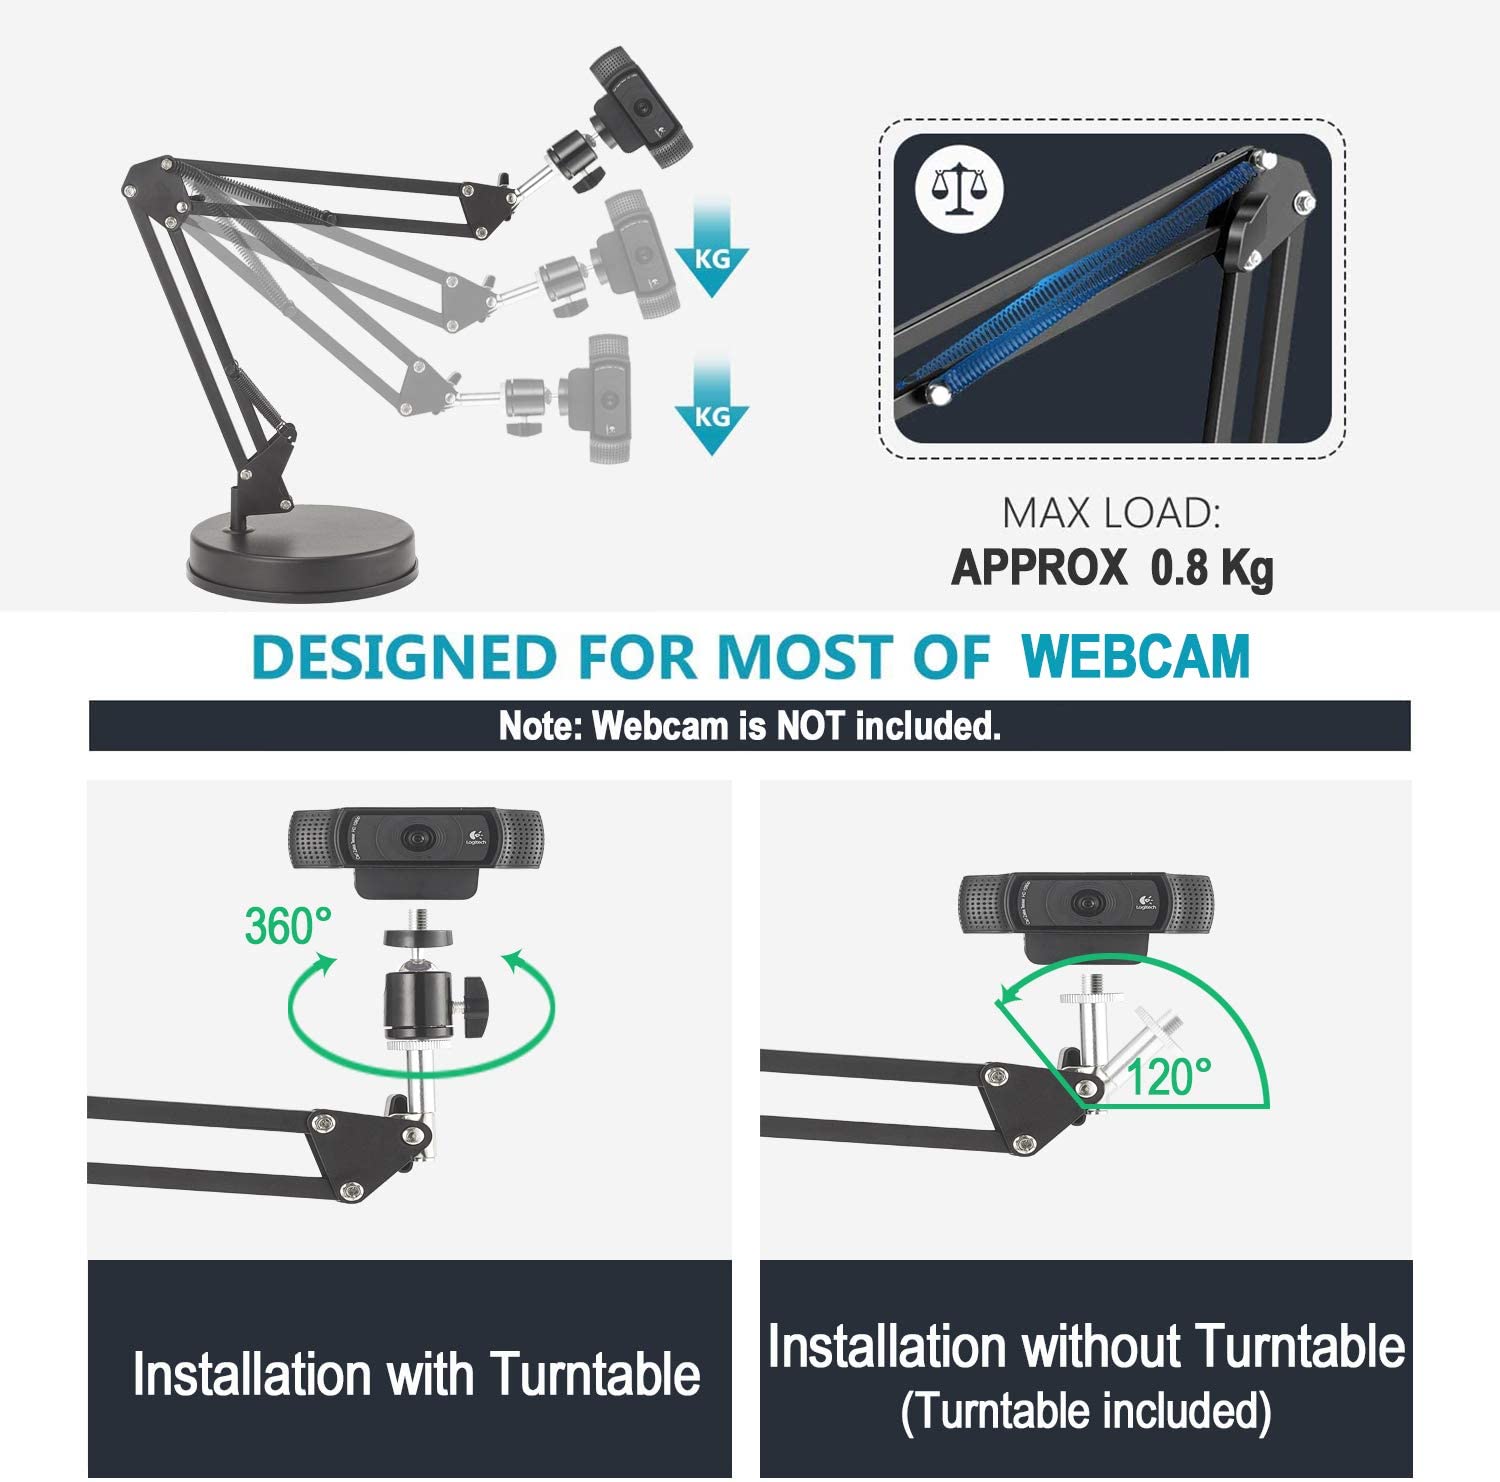 KG
KG
MAX LOAD:
APPROX 0.8 Kg
DESIGNED FOR MOST OF WEBCAM
Note: Webcam is NOT included.
360°
Logitech
120°
Logitech
Installation with Turntable
Installation without Turntable
(Turntable included)